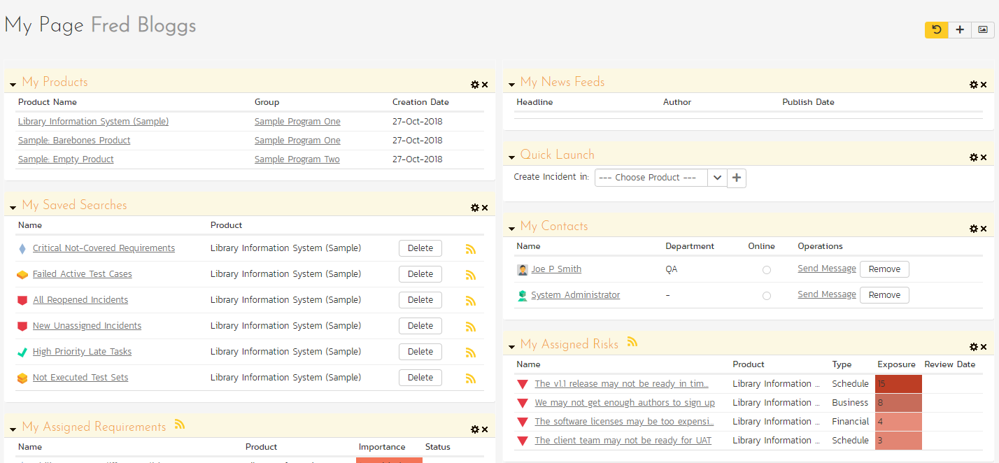 My Page Fred Bloggs
My Products
Product Name Group Creation Date
Library Information System (Sample) Sample Program One 27-Oct-2018
Sample: Barebones Product Sample Program One 27-Oct-2018
Sample: Empty Product Sample Program Two 27-Oct-2018
My Saved Searches
Name Product
Critical Not-Covered Requirements Library Information System (Sample) Delete
Failed Active Test Cases Library Information System (Sample) Delete
All Reopened Incidents Library Information System (Sample) Delete
New Unassigned Incidents Library Information System (Sample) Delete
High Priority Late Tasks Library Information System (Sample) Delete
Not Executed Test Sets Library Information System (Sample) Delete
My Assigned Requirements
Name Product Importance Status
My News Feeds
Headline Author Publish Date
Quick Launch
Create Incident in: --- Choose Product ---
My Contacts
Name Department Online Operations
Joe P Smith QA Send Message Remove
System Administrator - Send Message Remove
My Assigned Risks
Name Product Type Exposure Review Date
The v1.1 release may not be ready in tim... Library Information ... Schedule 15
We may not get enough authors to sign up Library Information ... Business 8
The software licenses may be too expensi... Library Information ... Financial 4
The client team may not be ready for UAT Library Information ... Schedule 3